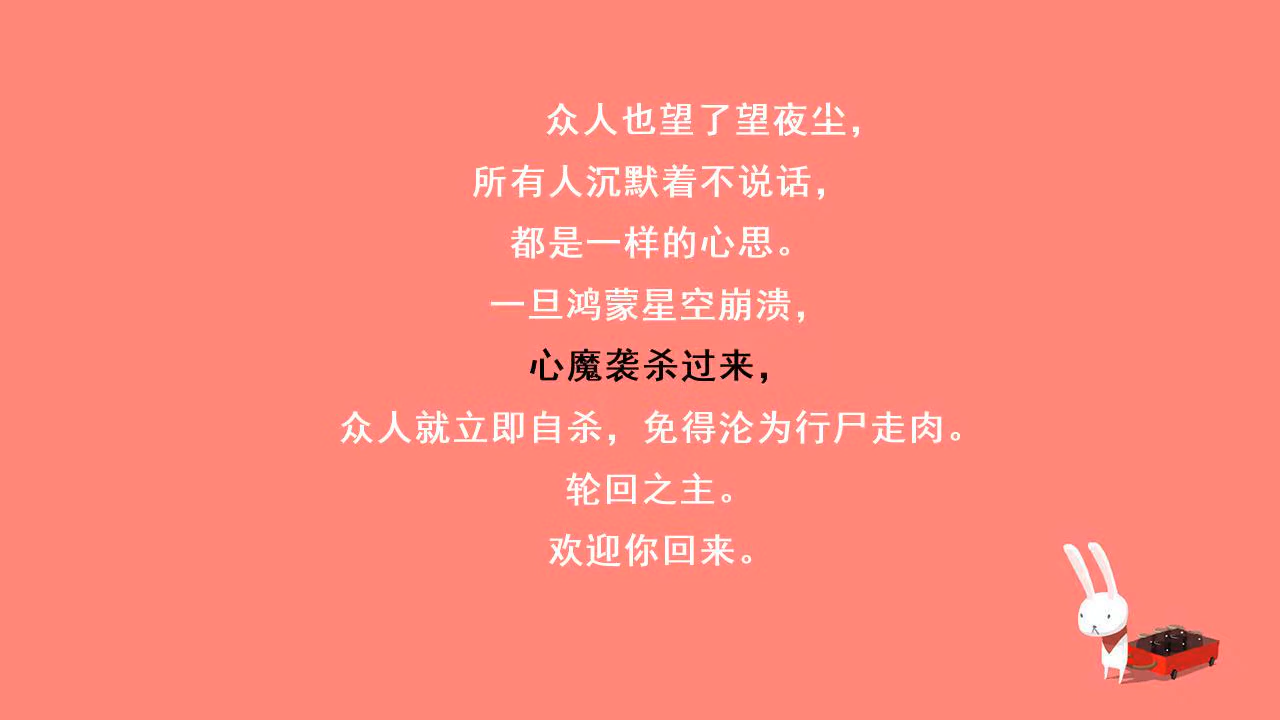 众人也望了望夜尘，
所有人沉默着不说话，
都是一样的心思。
一旦鸿蒙星空崩溃，
心魔袭杀过来，
众人就立即自杀，免得沦为行尸走肉。
轮回之主。
欢迎你回来。